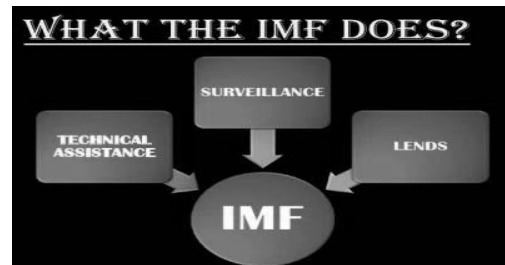 WHAT THE IMF DOES?
SURVEILLANCE
TECHNICAL
ASSISTANCE
LENDS
IMF